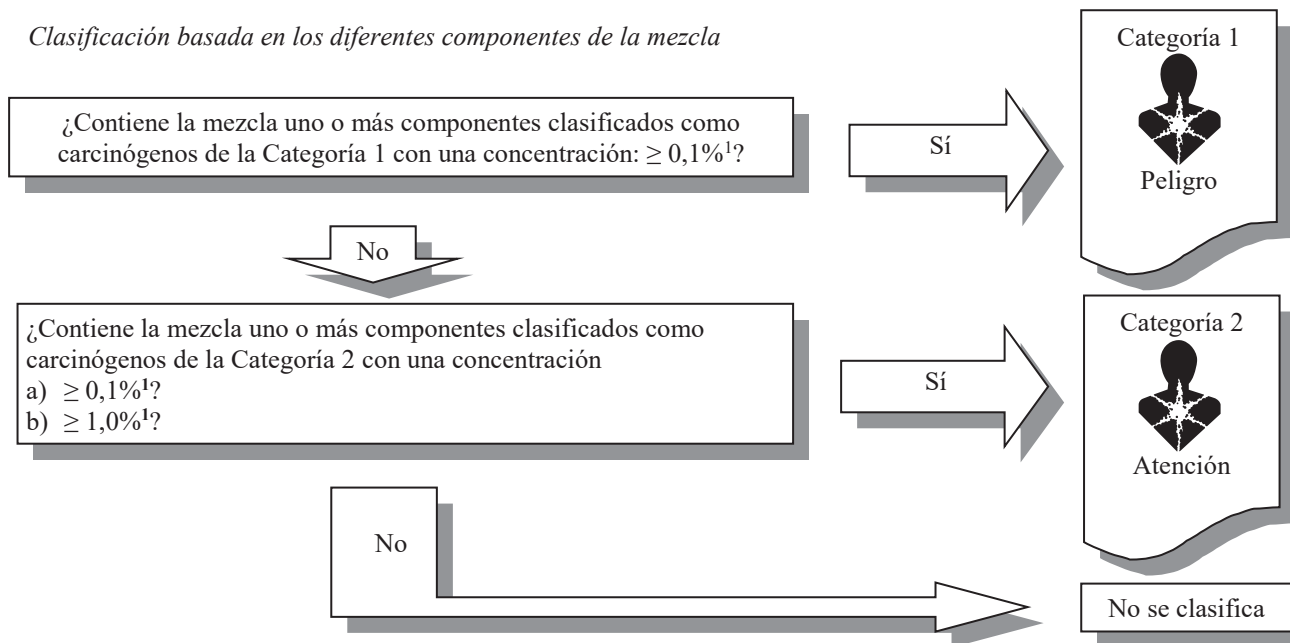 Clasificación basada en los diferentes componentes de la mezcla
¿Contiene la mezcla uno o más componentes clasificados como
carcinógenos de la Categoría 1 con una concentración: ≥ 0,1%¹?
Sí
Categoría 1
Peligro
No
¿Contiene la mezcla uno o más componentes clasificados como
carcinógenos de la Categoría 2 con una concentración
a) ≥ 0,1%¹?
b) ≥ 1,0%¹?
Sí
Categoría 2
Atención
No
No se clasifica